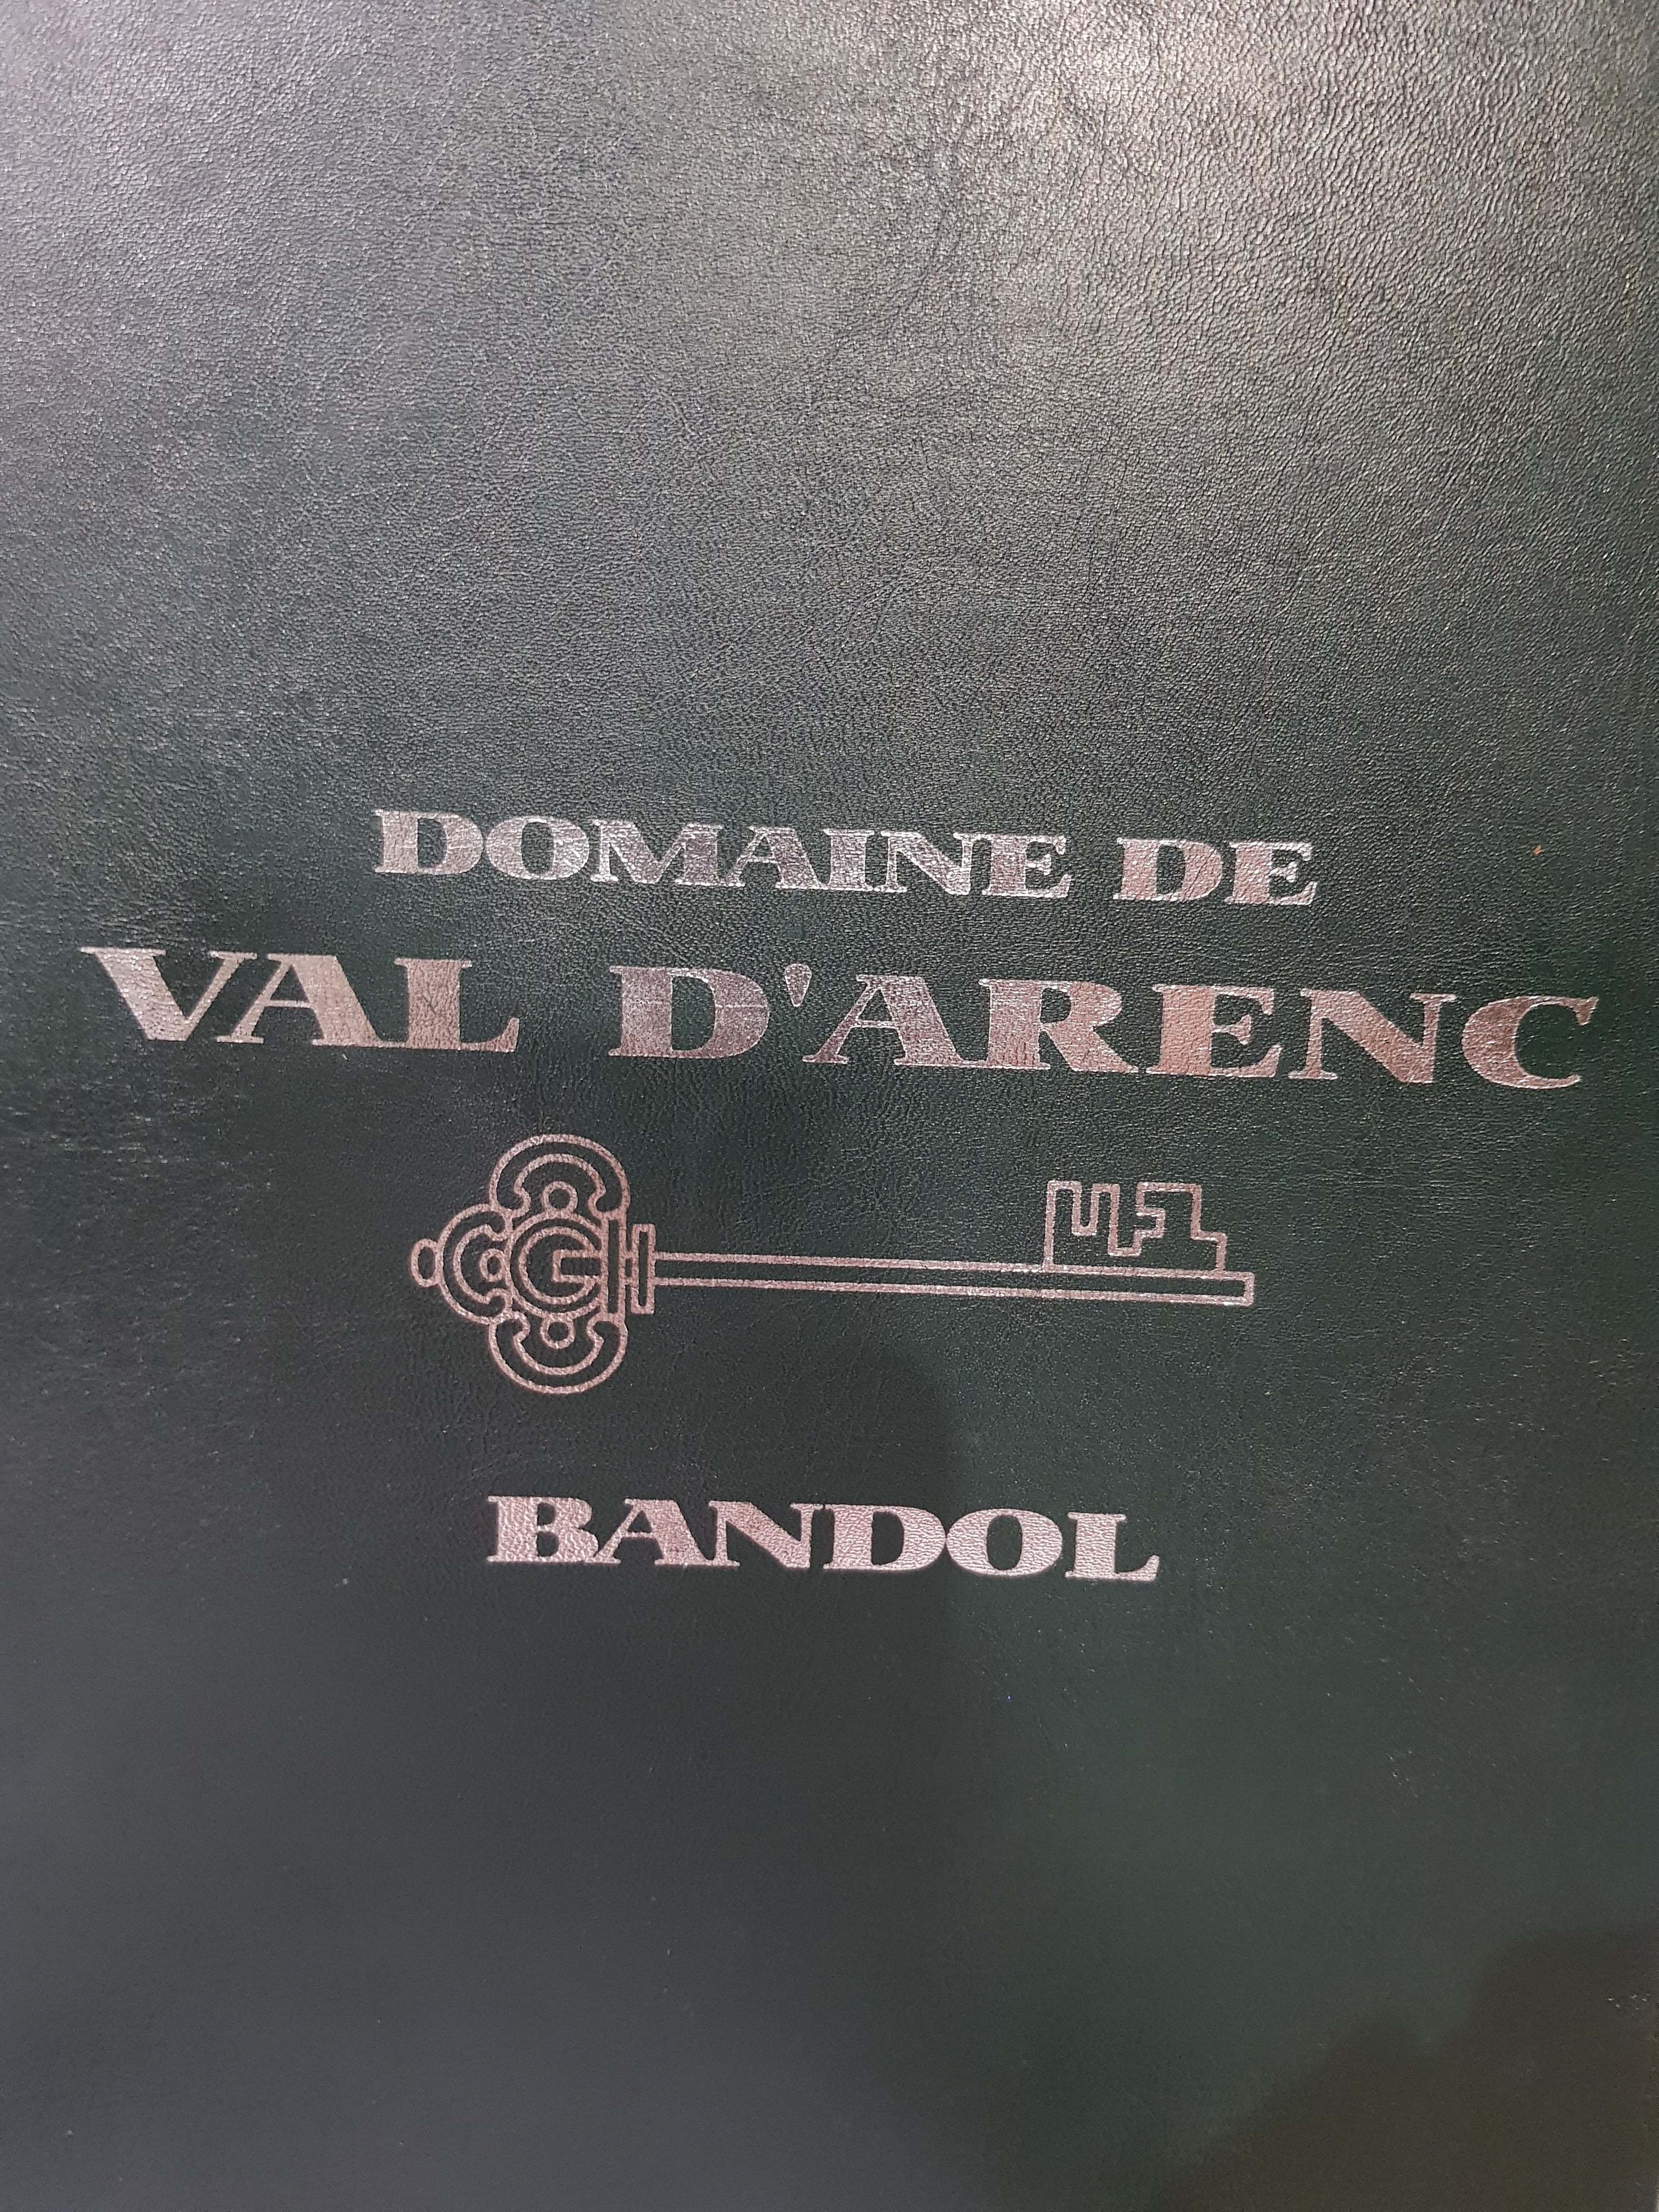 DOMAINE DE
VAL D'ARENC
BANDOL